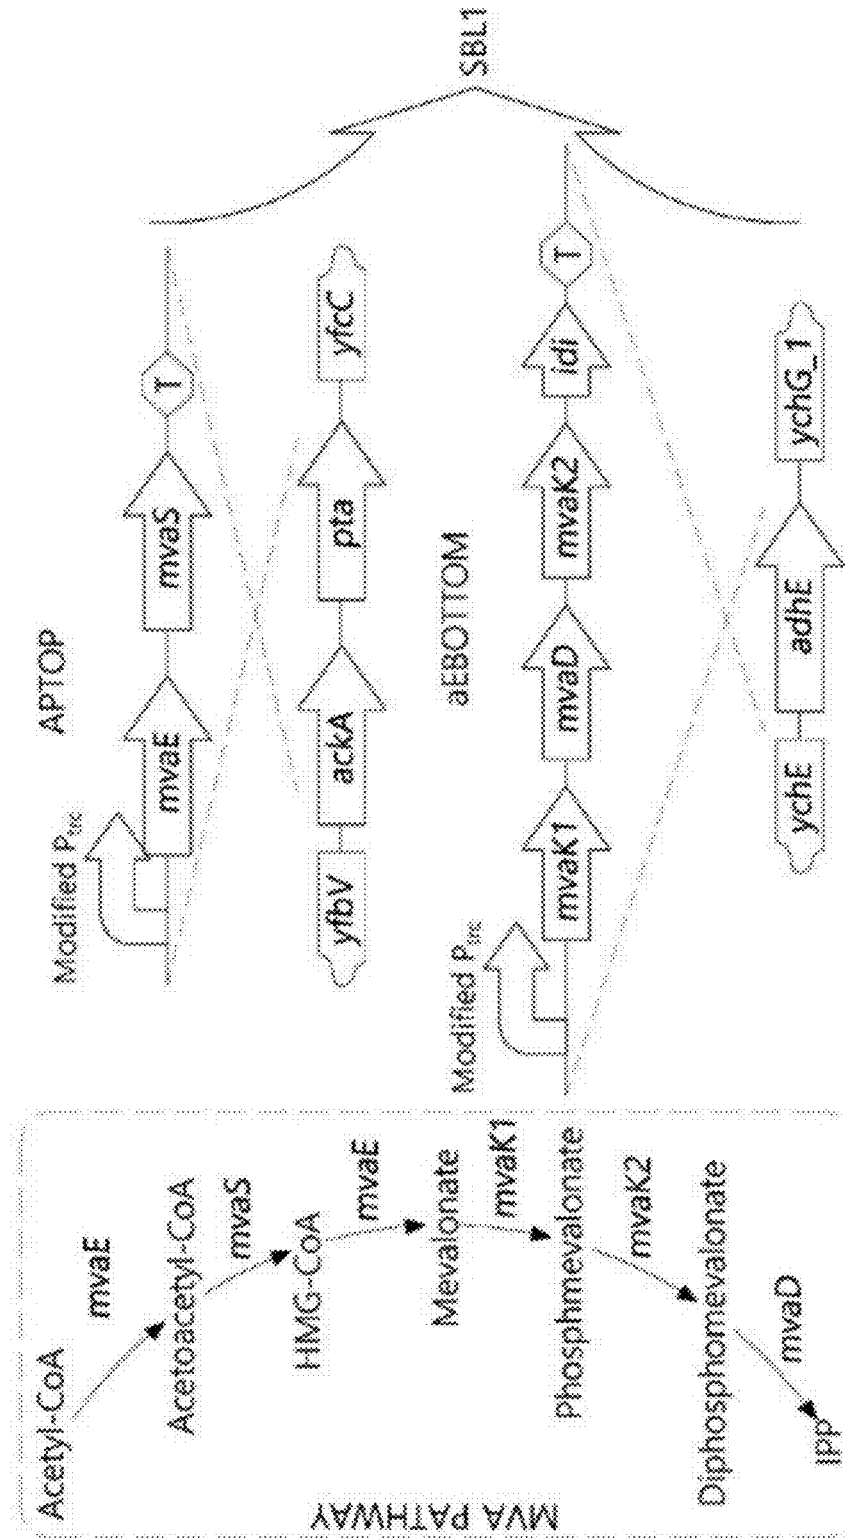 MVA PATHWAY
Acetyl-CoA
mvaE
Acetoacetyl-CoA
mvaS
HMG-CoA
mvaE
Mevalonate
mvaK1
Phosphmevalonate
mvaK2
Diphosphomevalonate
mvaD
IPP
APTOP
Modified Ptrc
mvaE
mvaS
T
yfbV
ackA
pta
yfcC
aEBOTTOM
Modified Ptrc
mvaK1
mvaD
mvaK2
idi
T
ychE
adhE
ychG_1
SBL1